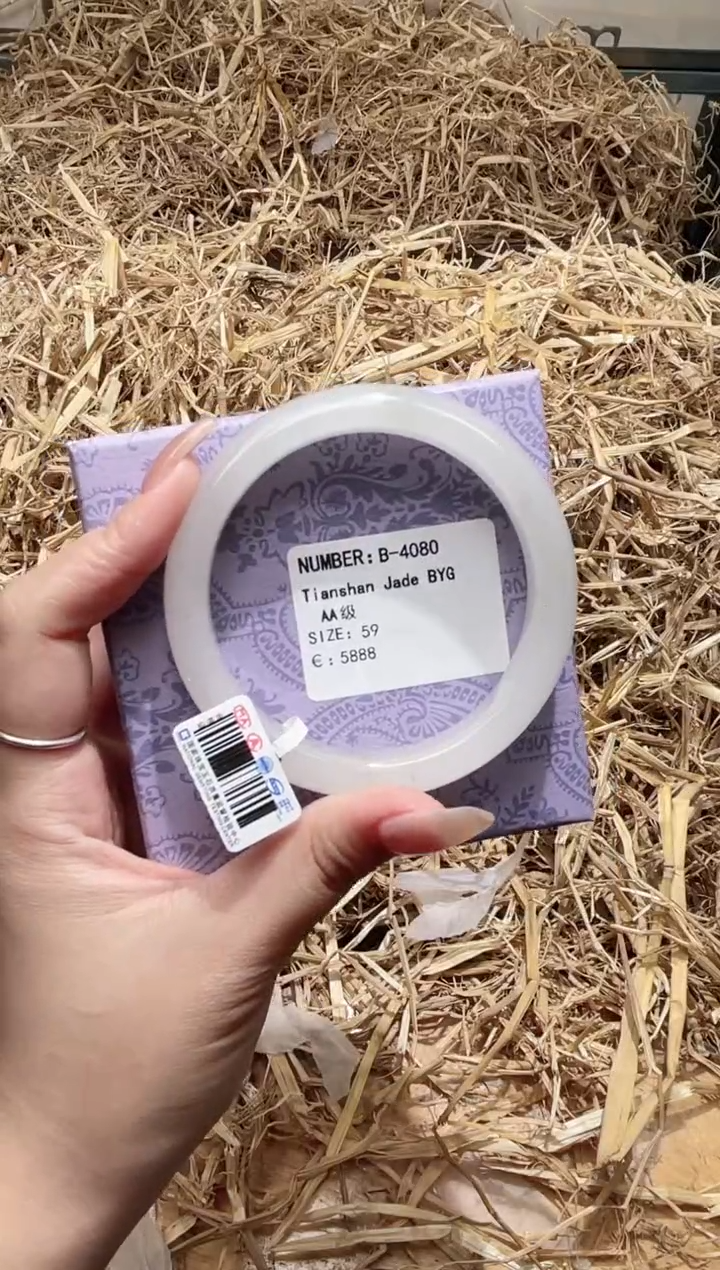 NUMBER: B-4080
Tianshan Jade BYG
AA级
SIZE: 59
€: 5888